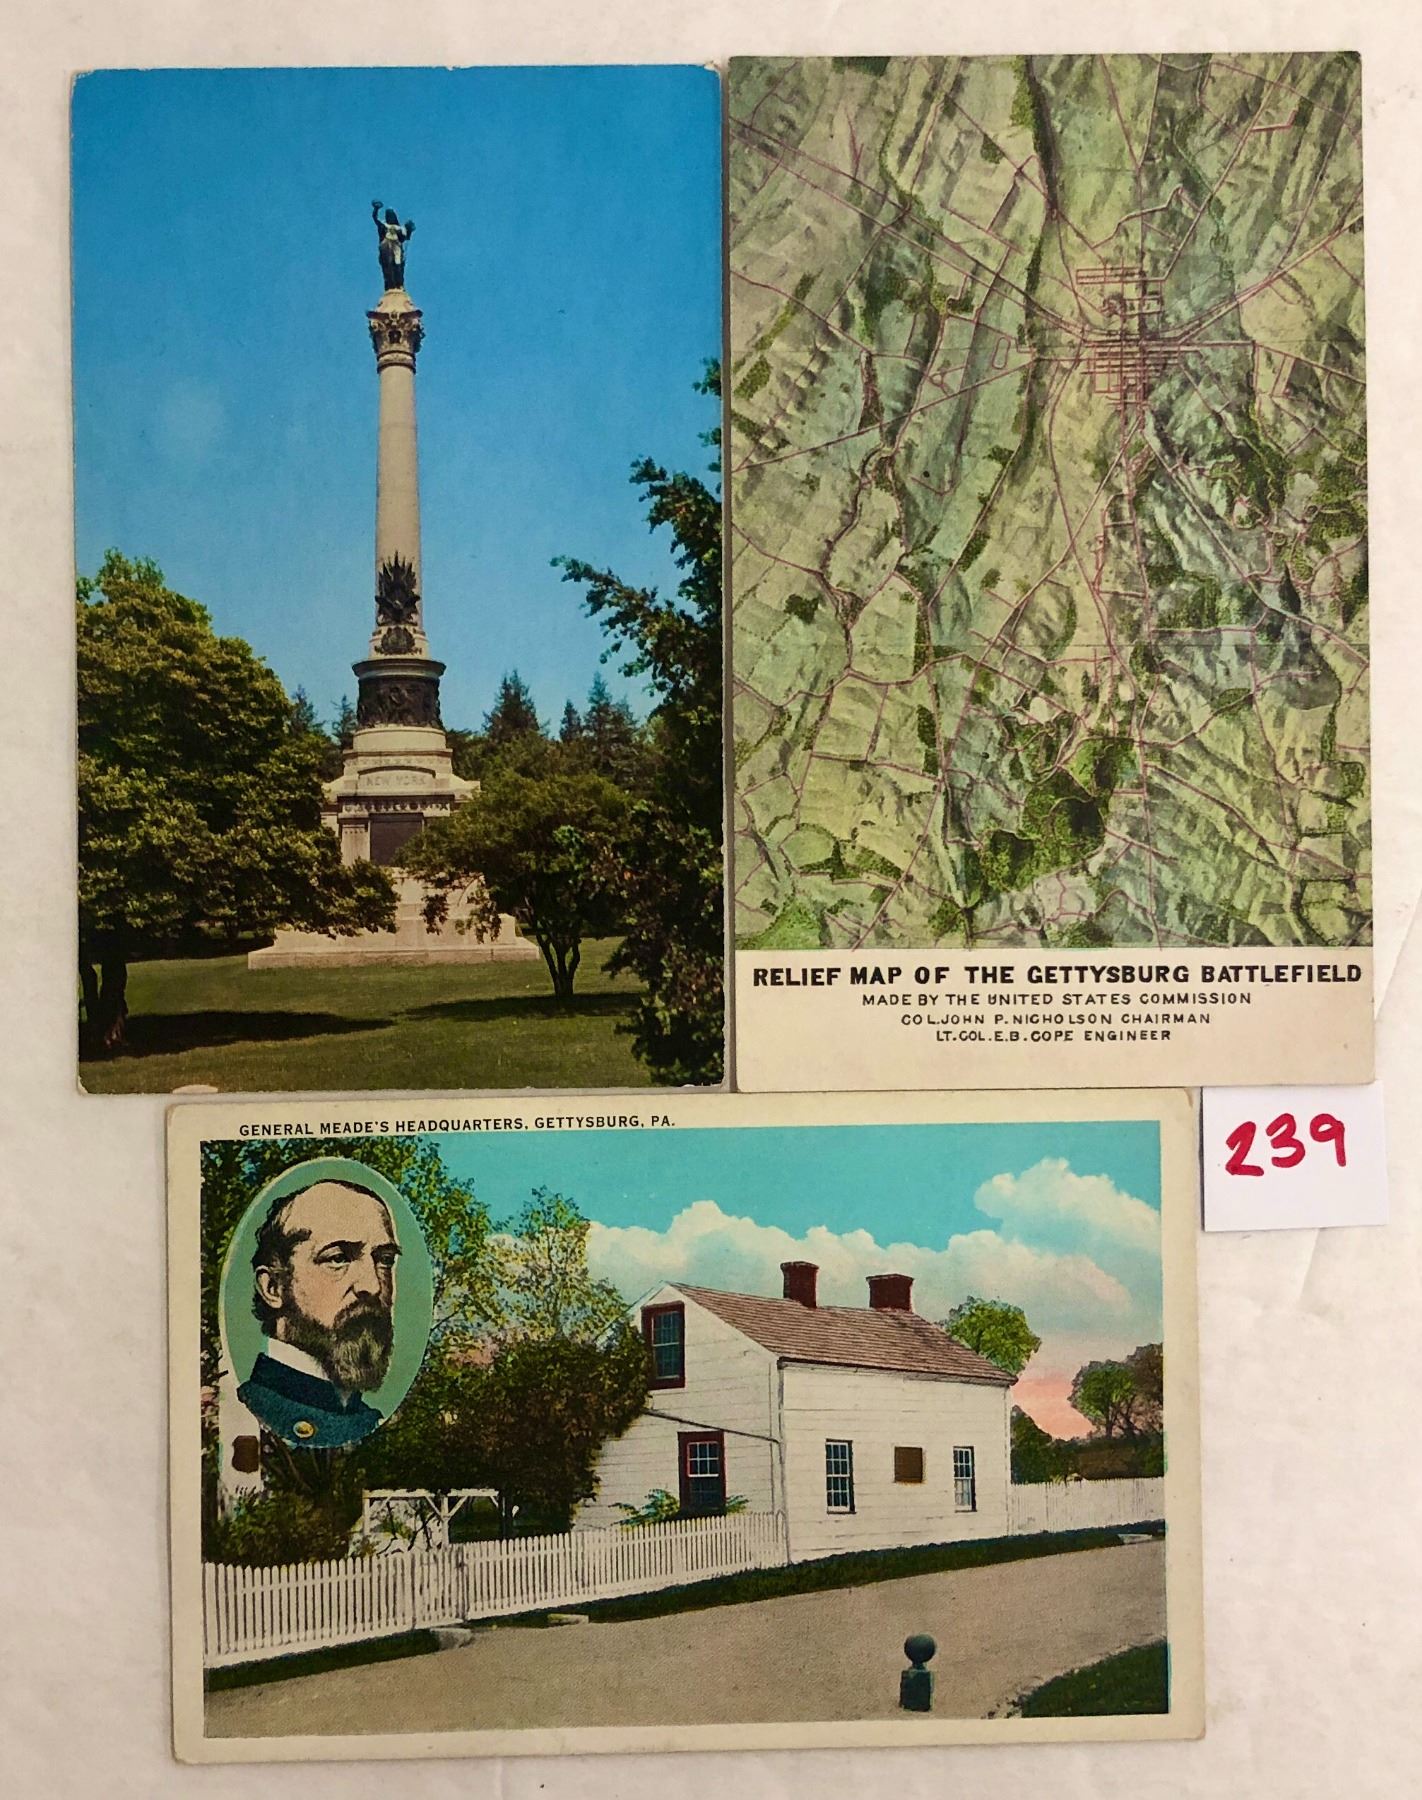 NEW YORK
RELIEF MAP OF THE GETTYSBURG BATTLEFIELD
MADE BY THE UNITED STATES COMMISSION
COL. JOHN P. NICHOLSON CHAIRMAN
LT. COL. E. B. COPE ENGINEER
GENERAL MEADE'S HEADQUARTERS, GETTYSBURG, PA.
239